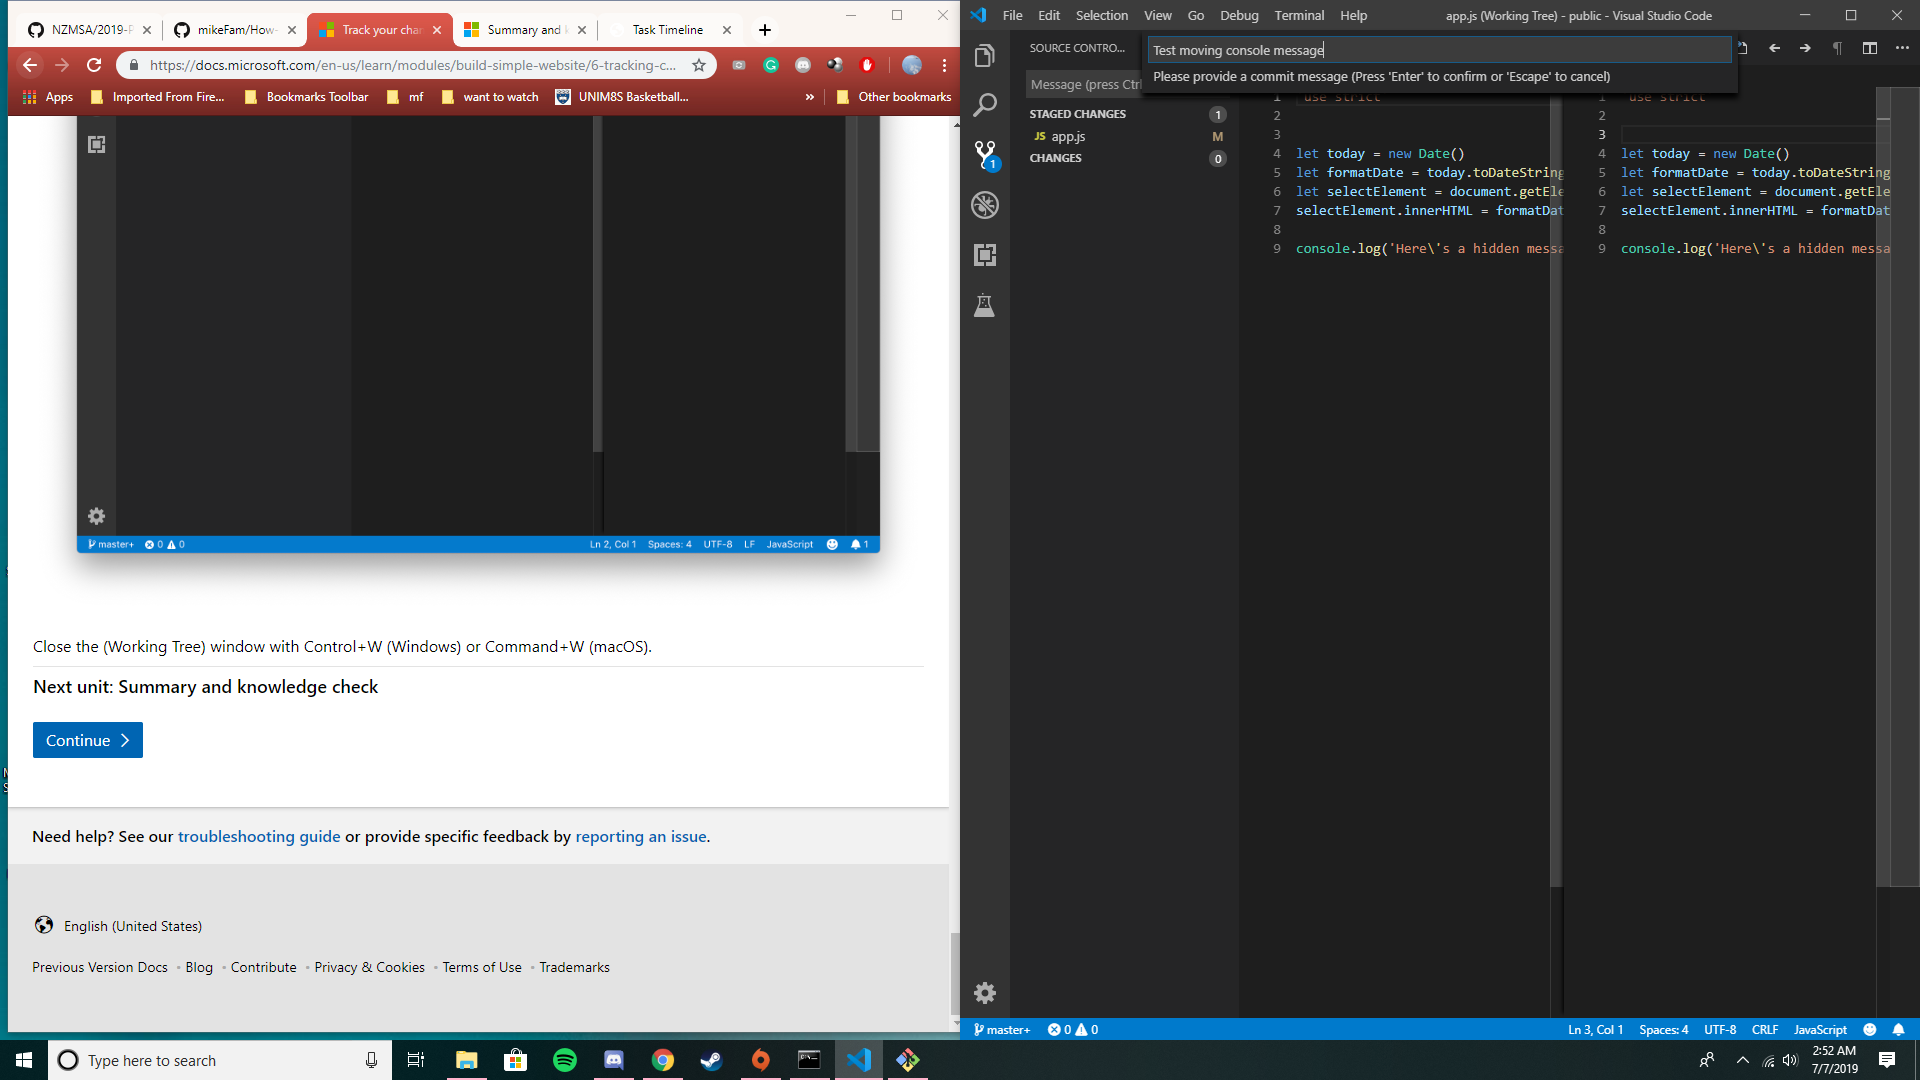 NZMSA/2019-P
mikeFam/How-
Track your char
Summary and k
Task Timeline
https://docs.microsoft.com/en-us/learn/modules/build-simple-website/6-tracking-c...
Apps
Imported From Fire...
Bookmarks Toolbar
mf
want to watch
UNIM8S Basketball...
»
Other bookmarks
master+ 0 0
Ln 2, Col 1 Spaces: 4 UTF-8 LF JavaScript 1
Close the (Working Tree) window with Control+W (Windows) or Command+W (macOS).
Next unit: Summary and knowledge check
Continue
Need help? See our troubleshooting guide or provide specific feedback by reporting an issue.
English (United States)
Previous Version Docs • Blog • Contribute • Privacy & Cookies • Terms of Use • Trademarks
File Edit Selection View Go Debug Terminal Help
app.js (Working Tree) - public - Visual Studio Code
SOURCE CONTRO...
Test moving console message
Please provide a commit message (Press 'Enter' to confirm or 'Escape' to cancel)
Message (press Ctrl
STAGED CHANGES 1
JS app.js M
CHANGES 0
1
1 use strict
2
3
4 let today = new Date()
5 let formatDate = today.toDateString
6 let selectElement = document.getEle
7 selectElement.innerHTML = formatDat
8
9 console.log('Here\'s a hidden messa
1 use strict
2
3
4 let today = new Date()
5 let formatDate = today.toDateString
6 let selectElement = document.getEle
7 selectElement.innerHTML = formatDat
8
9 console.log('Here\'s a hidden messa
master+ 0 0
Ln 3, Col 1 Spaces: 4 UTF-8 CRLF JavaScript
Type here to search
2:52 AM
7/7/2019